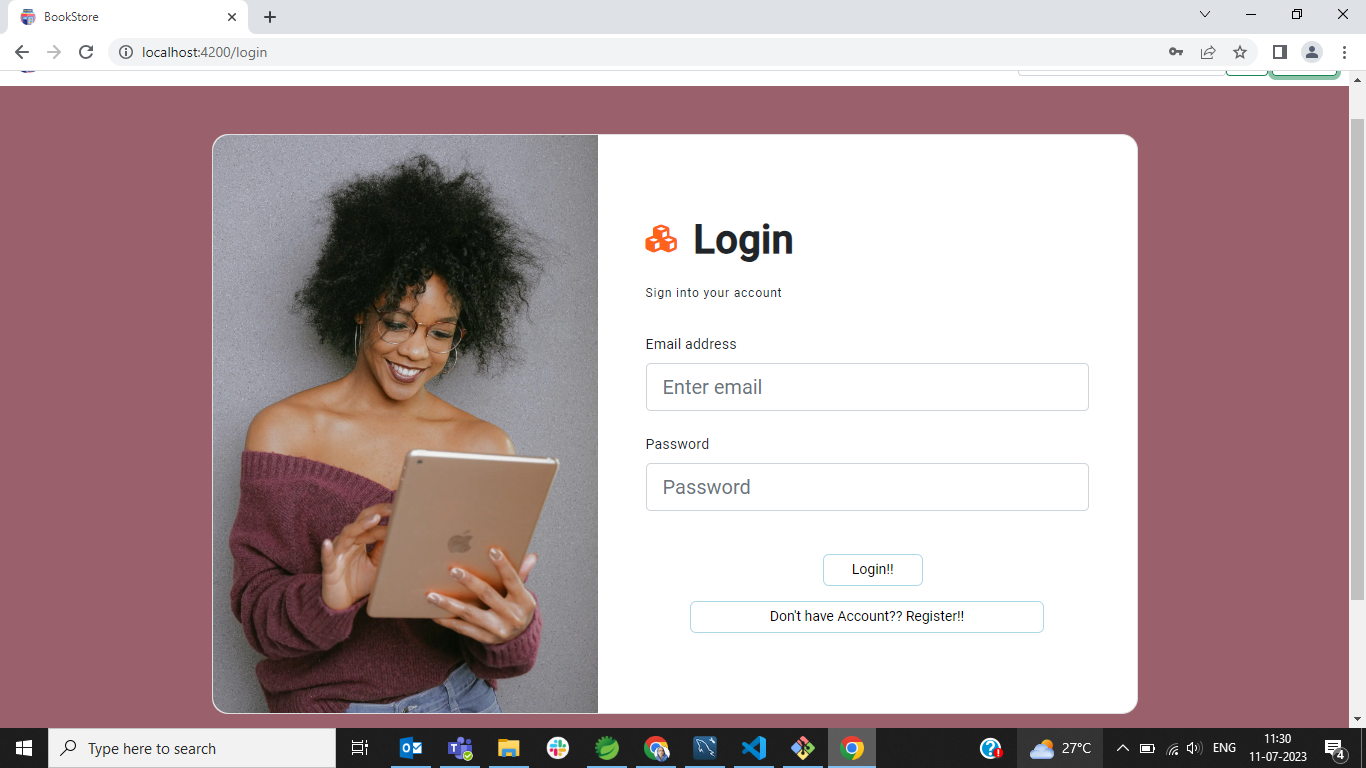 BookStore
localhost:4200/login
Login
Sign into your account
Email address
Enter email
Password
Password
Login!!
Don't have Account?? Register!!
Type here to search
27°C
ENG
11:30
11-07-2023
4